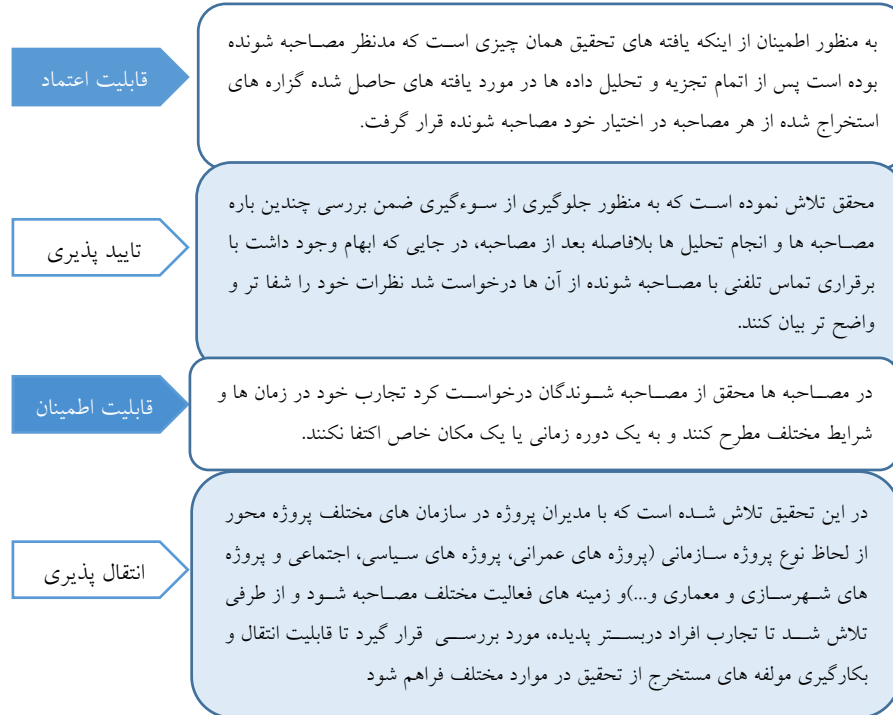 قابلیت اعتماد
به منظور اطمینان از اینکه یافته های تحقیق همان چیزی است که مدنظر مصاحبه شونده
بوده است پس از اتمام تجزیه و تحلیل داده ها در مورد یافته های حاصل شده گزاره های
استخراج شده از هر مصاحبه در اختیار خود مصاحبه شونده قرار گرفت.
تایید پذیری
محقق تلاش نموده است که به منظور جلوگیری از سوءگیری ضمن بررسی چندین باره
مصاحبه ها و انجام تحلیل ها بلافاصله بعد از مصاحبه، در جایی که ابهام وجود داشت با
برقراری تماس تلفنی با مصاحبه شونده از آن ها درخواست شد نظرات خود را شفا تر و
واضح تر بیان کنند.
قابلیت اطمینان
در مصاحبه ها محقق از مصاحبه شوندگان درخواست کرد تجارب خود در زمان ها و
شرایط مختلف مطرح کنند و به یک دوره زمانی یا یک مکان خاص اکتفا نکنند.
انتقال پذیری
در این تحقیق تلاش شده است که با مدیران پروژه در سازمان های مختلف پروژه محور
از لحاظ نوع پروژه سازمانی (پروژه های عمرانی، پروژه های سیاسی، اجتماعی و پروژه
های شهرسازی و معماری و...)و زمینه های فعالیت مختلف مصاحبه شود و از طرفی
تلاش شد تا تجارب افراد دربستر پدیده، مورد بررسی قرار گیرد تا قابلیت انتقال و
بکارگیری مولفه های مستخرج از تحقیق در موارد مختلف فراهم شود